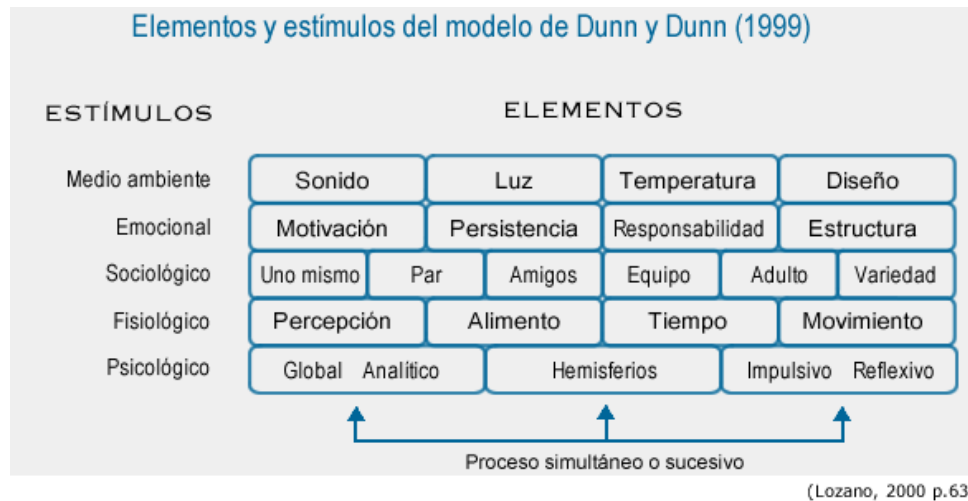 Elementos y estímulos del modelo de Dunn y Dunn (1999)
ESTÍMULOS ELEMENTOS
Medio ambiente Sonido Luz Temperatura Diseño
Emocional Motivación Persistencia Responsabilidad Estructura
Sociológico Uno mismo Par Amigos Equipo Adulto Variedad
Fisiológico Percepción Alimento Tiempo Movimiento
Psicológico Global Analítico Hemisferios Impulsivo Reflexivo
Proceso simultáneo o sucesivo
(Lozano, 2000 p.63